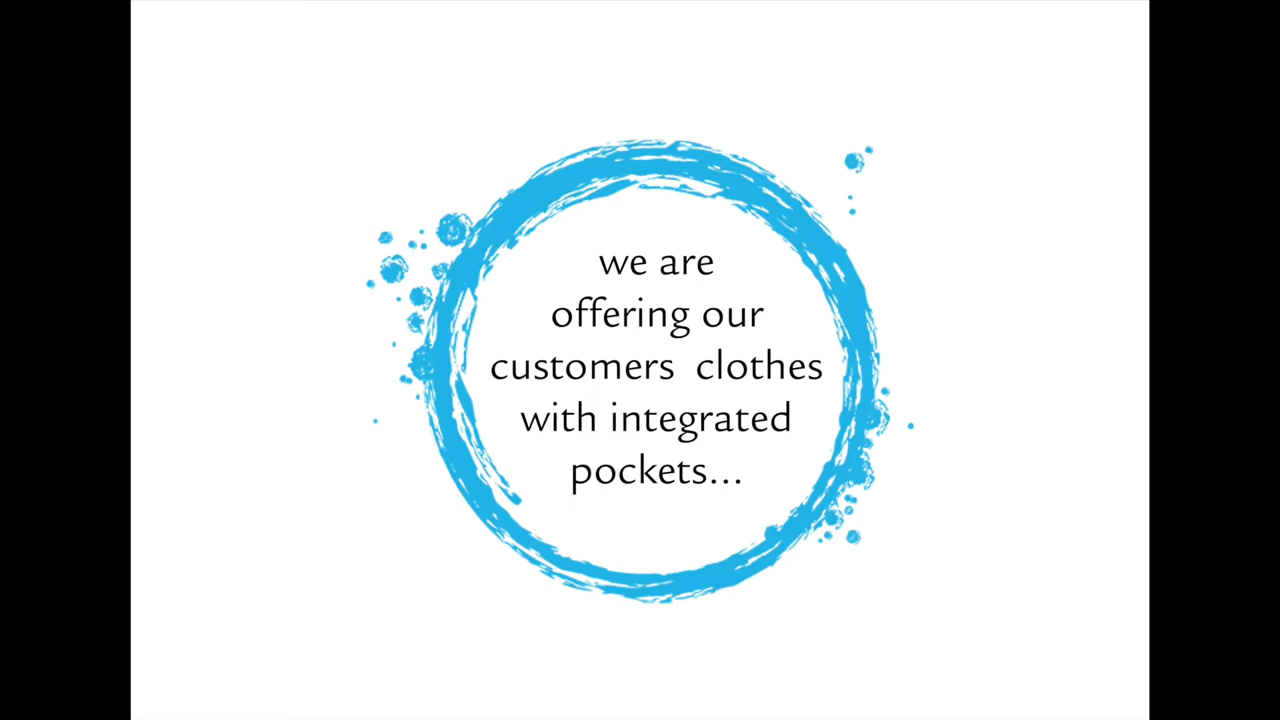 we are
offering our
customers  clothes
with integrated
pockets...